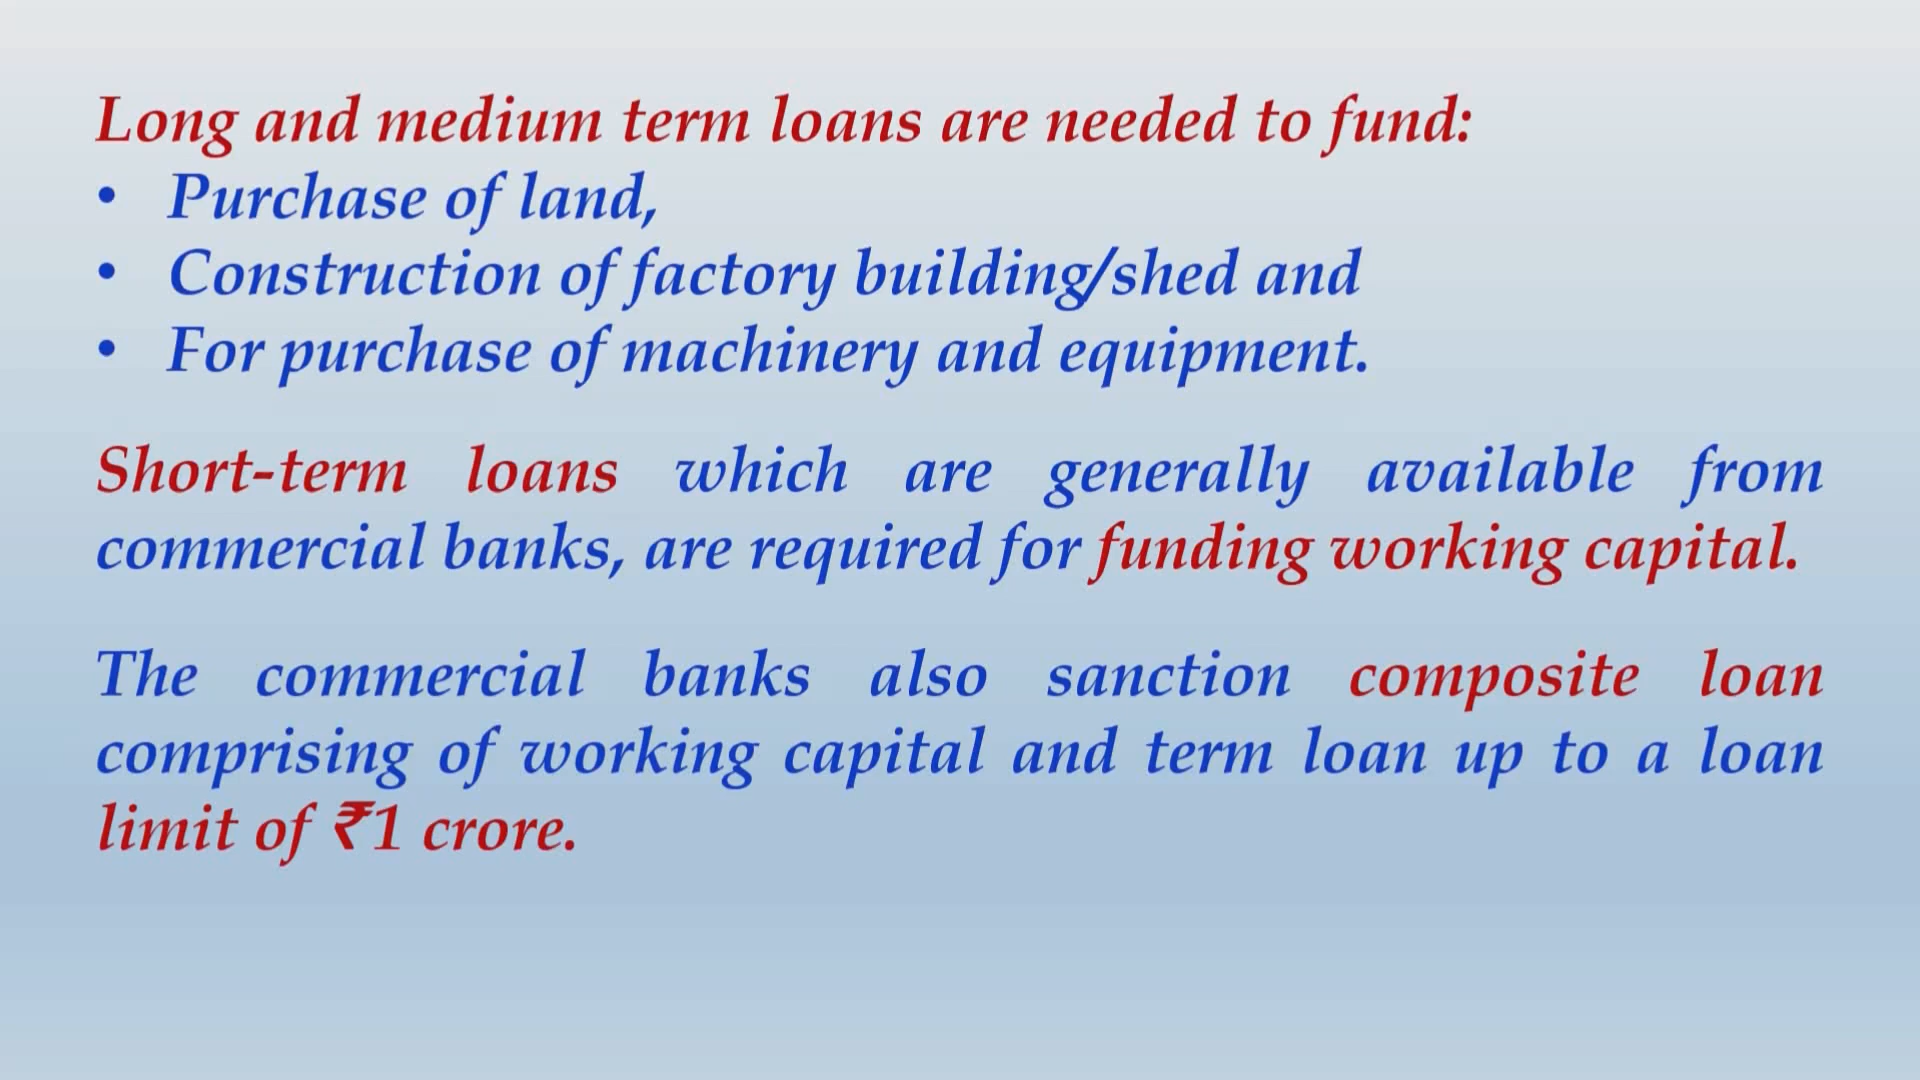 Long and medium term loans are needed to fund:
• Purchase of land,
• Construction of factory building/shed and
• For purchase of machinery and equipment.
Short-term loans which are generally available from
commercial banks, are required for funding working capital.
The commercial banks also sanction composite loan
comprising of working capital and term loan up to a loan
limit of ₹1 crore.